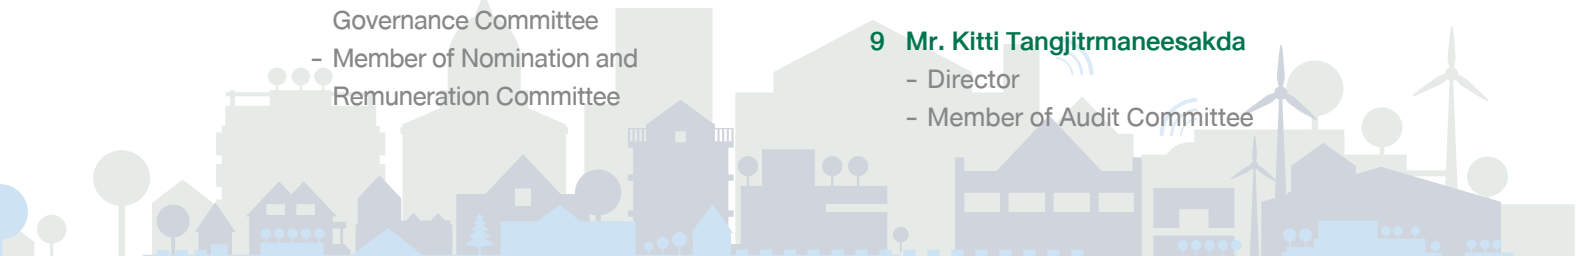 Governance Committee
- Member of Nomination and
Remuneration Committee
9 Mr. Kitti Tangjitrmaneesakda
- Director
- Member of Audit Committee